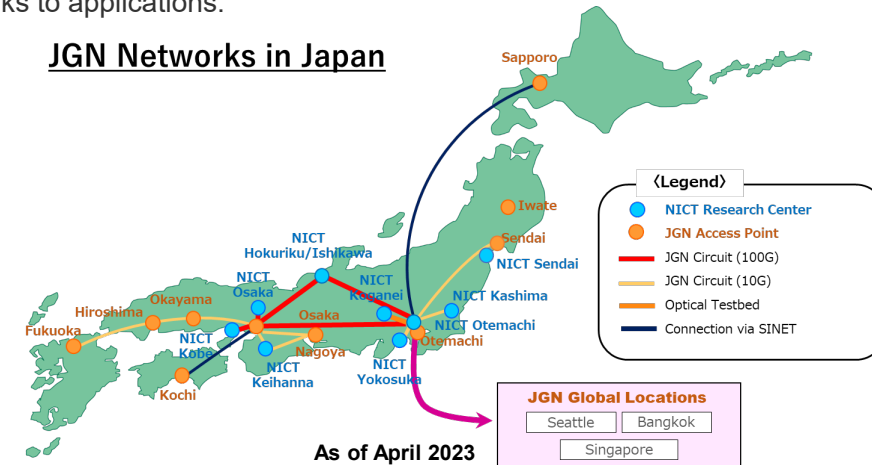 ks to applications.
JGN Networks in Japan
Sapporo
Iwate
Sendai
NICT Sendai
NICT
Hokuriku/Ishikawa
NICT
Osaka
NICT
Koganei
NICT Kashima
Okayama
Hiroshima
Osaka
NICT Otemachi
Otemachi
Fukuoka
NICT
Kobe
Nagoya
NICT
Keihanna
NICT
Yokosuka
Kochi
〈Legend〉
NICT Research Center
JGN Access Point
JGN Circuit (100G)
JGN Circuit (10G)
Optical Testbed
Connection via SINET
JGN Global Locations
Seattle
Bangkok
Singapore
As of April 2023